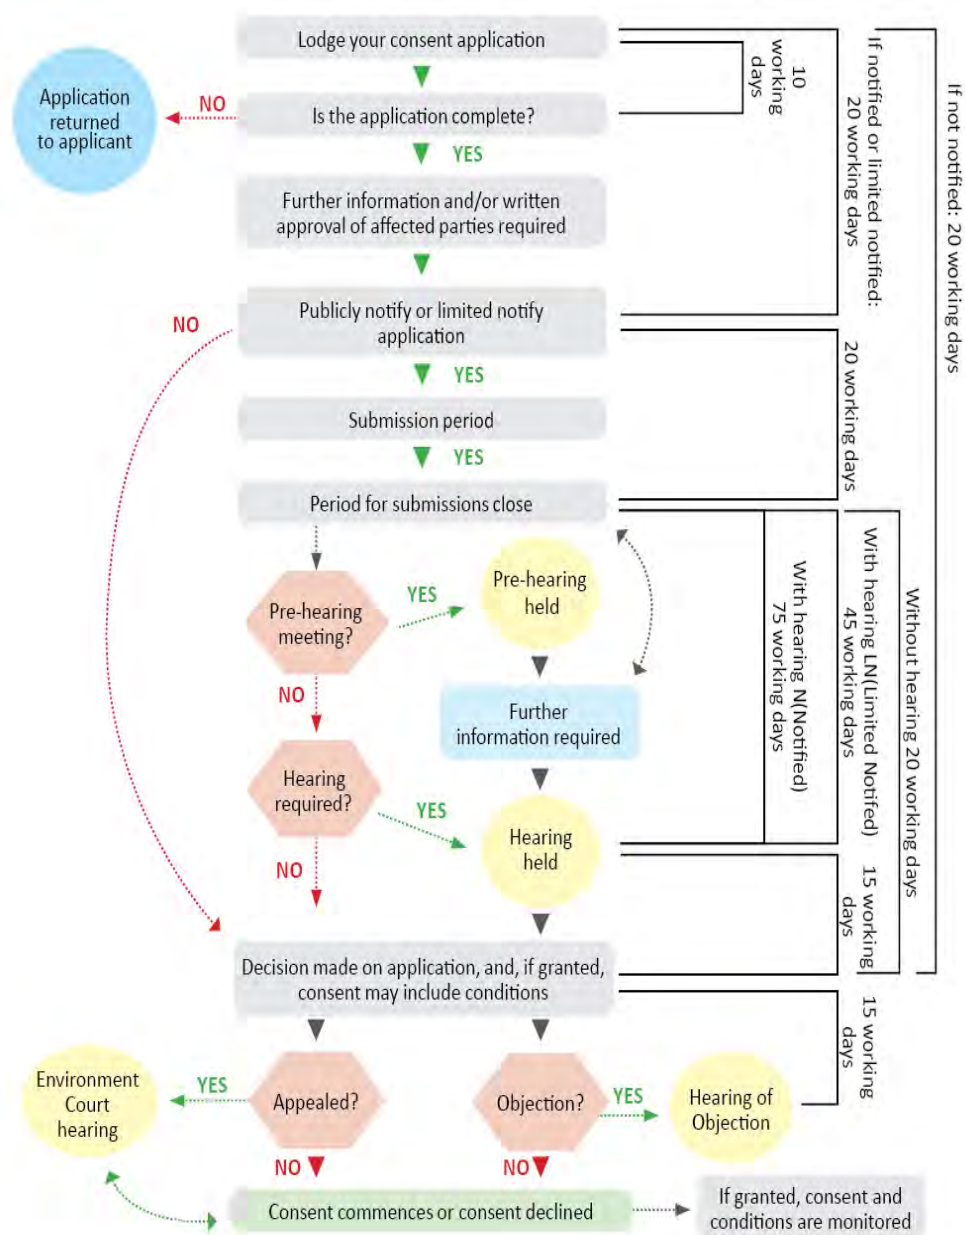 Lodge your consent application
Is the application complete?
NO
Application
returned
to applicant
YES
Further information and/or written
approval of affected parties required
Publicly notify or limited notify
application
NO
YES
Submission period
YES
Period for submissions close
Pre-hearing
meeting?
YES
Pre-hearing
held
NO
Further
information required
Hearing
required?
YES
Hearing
held
NO
Decision made on application, and, if granted,
consent may include conditions
Appealed?
YES
Environment
Court
hearing
Objection?
YES
Hearing of
Objection
NO
NO
Consent commences or consent declined
If granted, consent and
conditions are monitored
10
working
days
If notified or limited notified:
20 working days
If not notified: 20 working days
20 working days
With hearing N(Notified)
75 working days
With hearing LN(Limited Notifed)
45 working days
Without hearing 20 working days
15 working
days
15 working
days